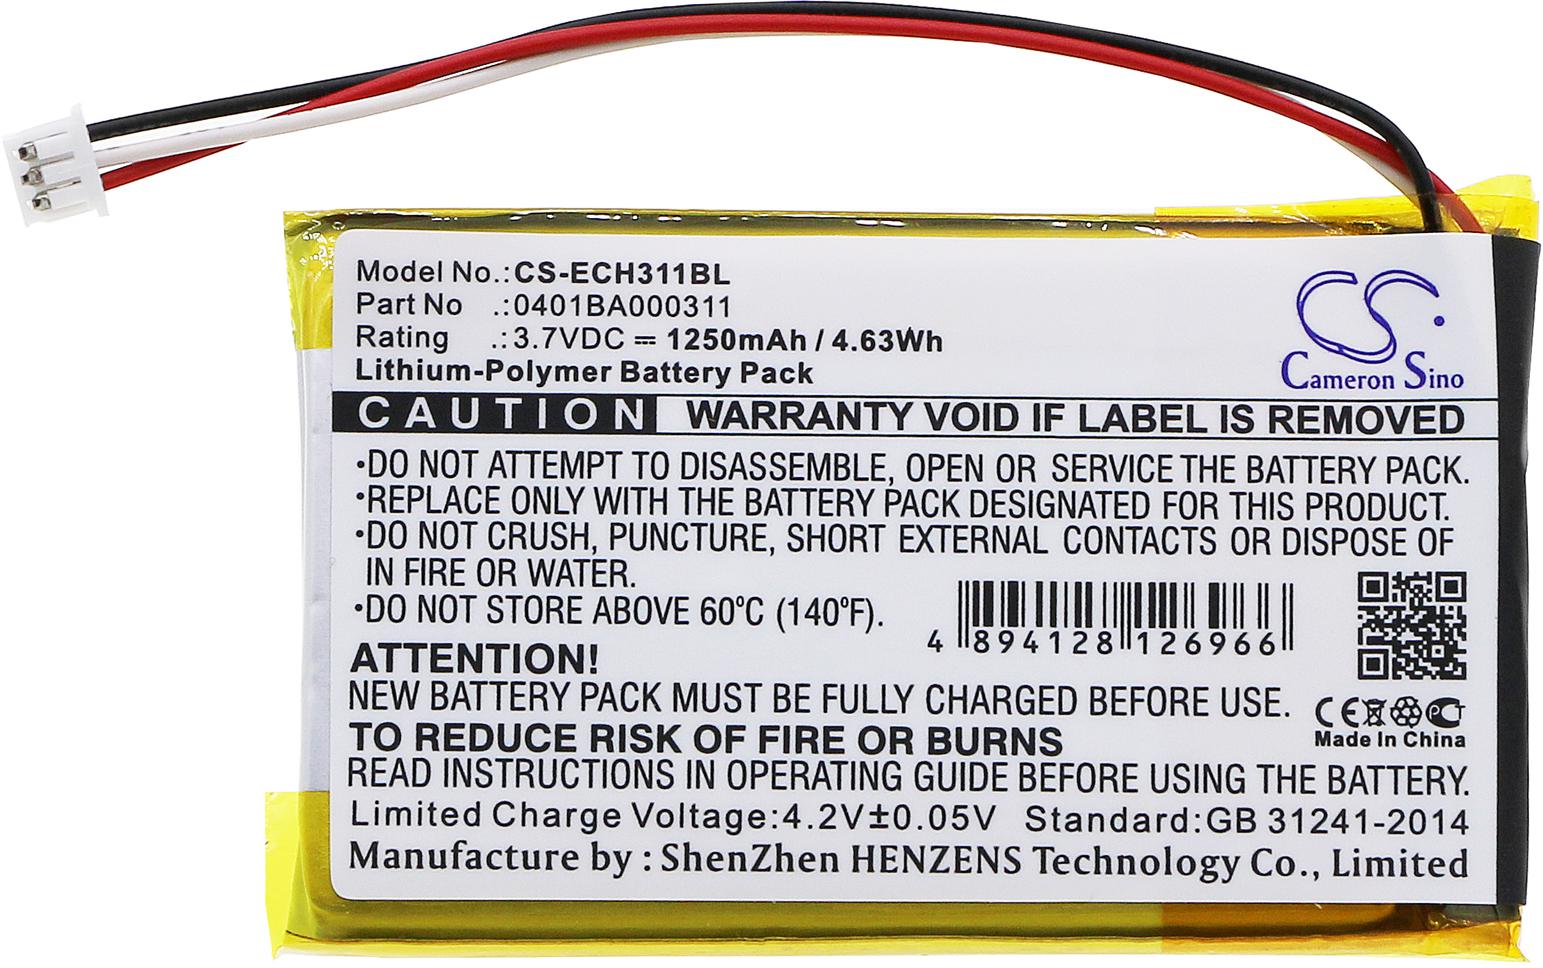 Model No.:CS-ECH311BL
Part No .:0401BA000311
Rating .:3.7VDC ⎓ 1250mAh / 4.63Wh
Lithium-Polymer Battery Pack
CS
Cameron Sino
CAUTION WARRANTY VOID IF LABEL IS REMOVED
•DO NOT ATTEMPT TO DISASSEMBLE, OPEN OR SERVICE THE BATTERY PACK.
•REPLACE ONLY WITH THE BATTERY PACK DESIGNATED FOR THIS PRODUCT.
•DO NOT CRUSH, PUNCTURE, SHORT EXTERNAL CONTACTS OR DISPOSE OF
IN FIRE OR WATER.
•DO NOT STORE ABOVE 60ºC (140ºF).
4 894128 126966
ATTENTION!
NEW BATTERY PACK MUST BE FULLY CHARGED BEFORE USE.
CE PCT
Made In China
TO REDUCE RISK OF FIRE OR BURNS
READ INSTRUCTIONS IN OPERATING GUIDE BEFORE USING THE BATTERY.
Limited Charge Voltage:4.2V±0.05V Standard:GB 31241-2014
Manufacture by : ShenZhen HENZENS Technology Co., Limited